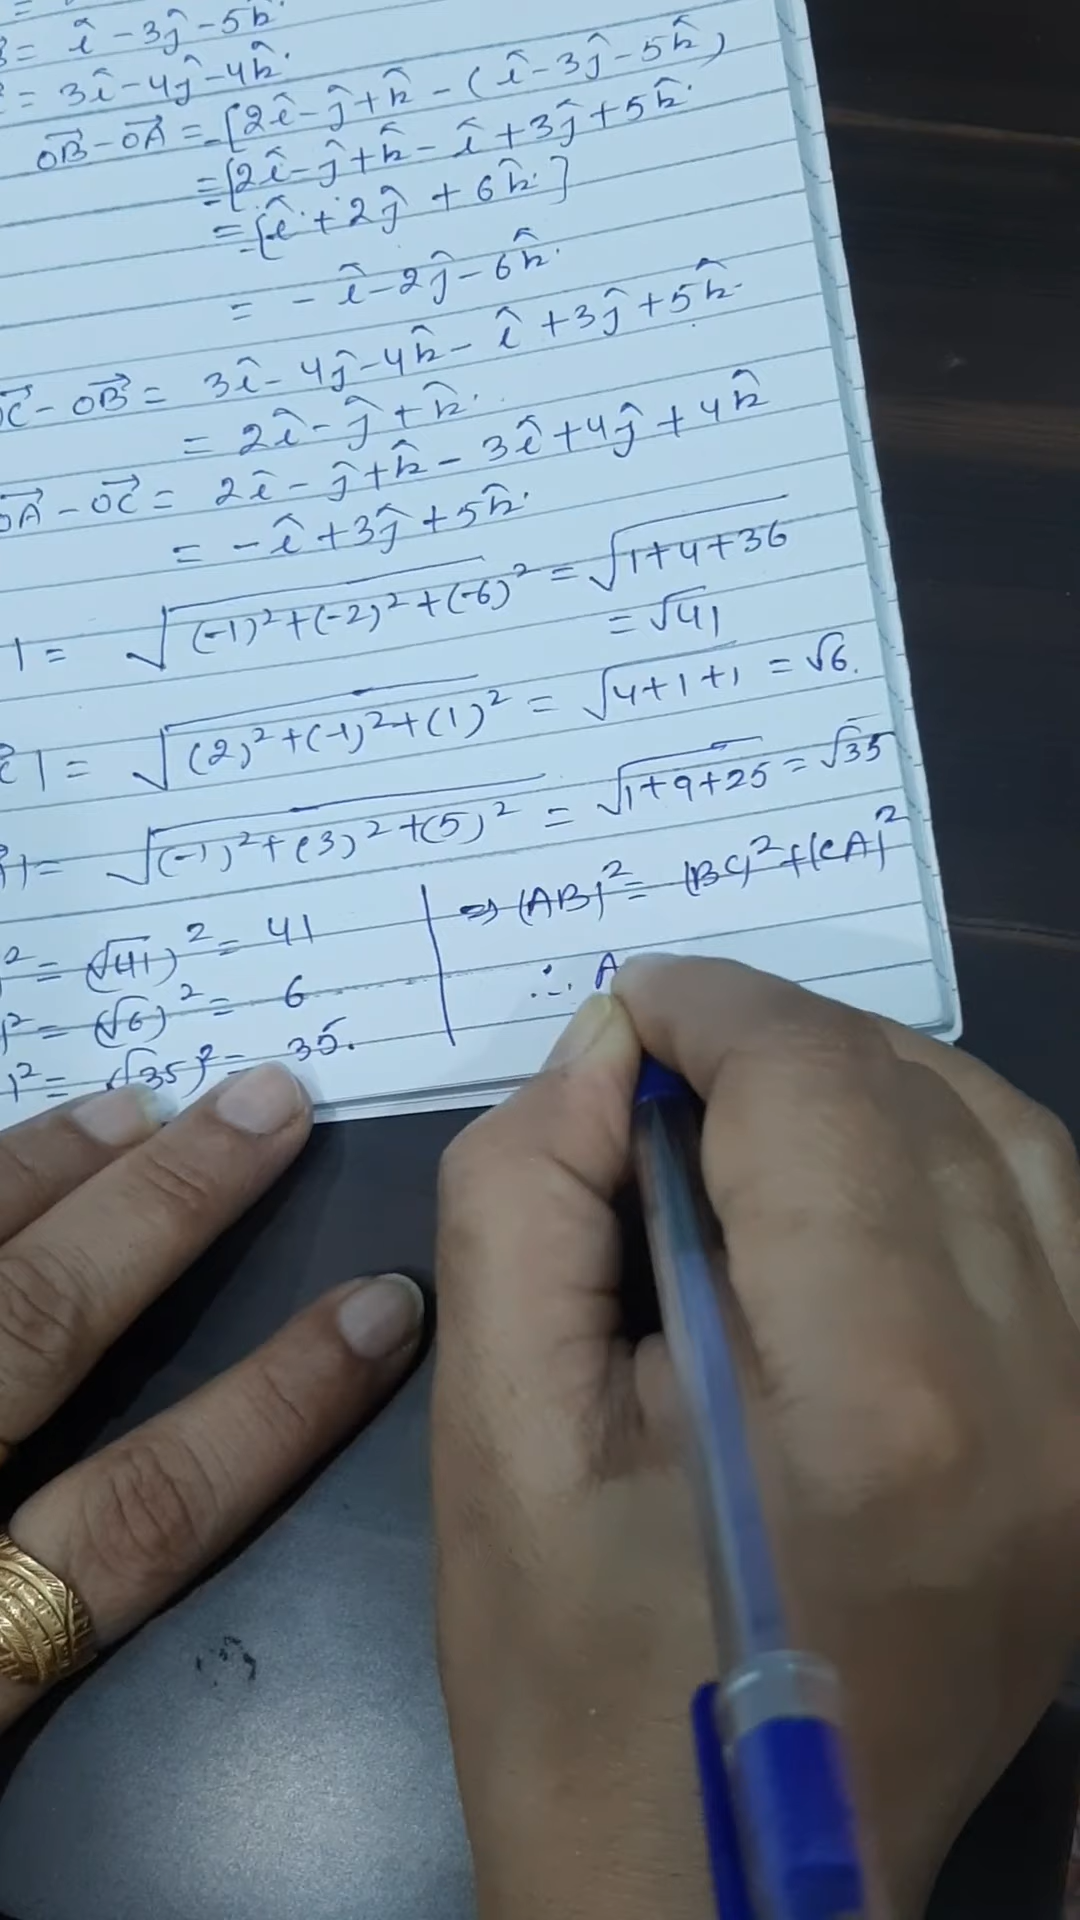 = î - 3ĵ - 5k̂
= 3î - 4ĵ - 4k̂.
OB⃗ - OA⃗ = -[2î - ĵ + k̂ - (î - 3ĵ - 5k̂)
= -[2î - ĵ + k̂ - î + 3ĵ + 5k̂.
= -[î + 2ĵ + 6k̂.]
= - î - 2ĵ - 6k̂.
C⃗ - OB⃗ = 3î - 4ĵ - 4k̂ - î + 3ĵ + 5k̂.
= 2î - ĵ + k̂.
OA⃗ - OC⃗ = 2î - ĵ + k̂ - 3î + 4ĵ + 4k̂
= - î + 3ĵ + 5k̂.
| = √(-1)² + (-2)² + (-6)² = √1+4+36
= √41
C| = √(2)² + (-1)² + (1)² = √4+1+1 = √6.
| = √(-1)² + (3)² + (5)² = √1+9+25 = √35
² = (√41)² = 41
|² = (√6)² = 6
|² = (√35)² = 35.
⇒ (AB)² = (BC)² + (CA)²
∴ A